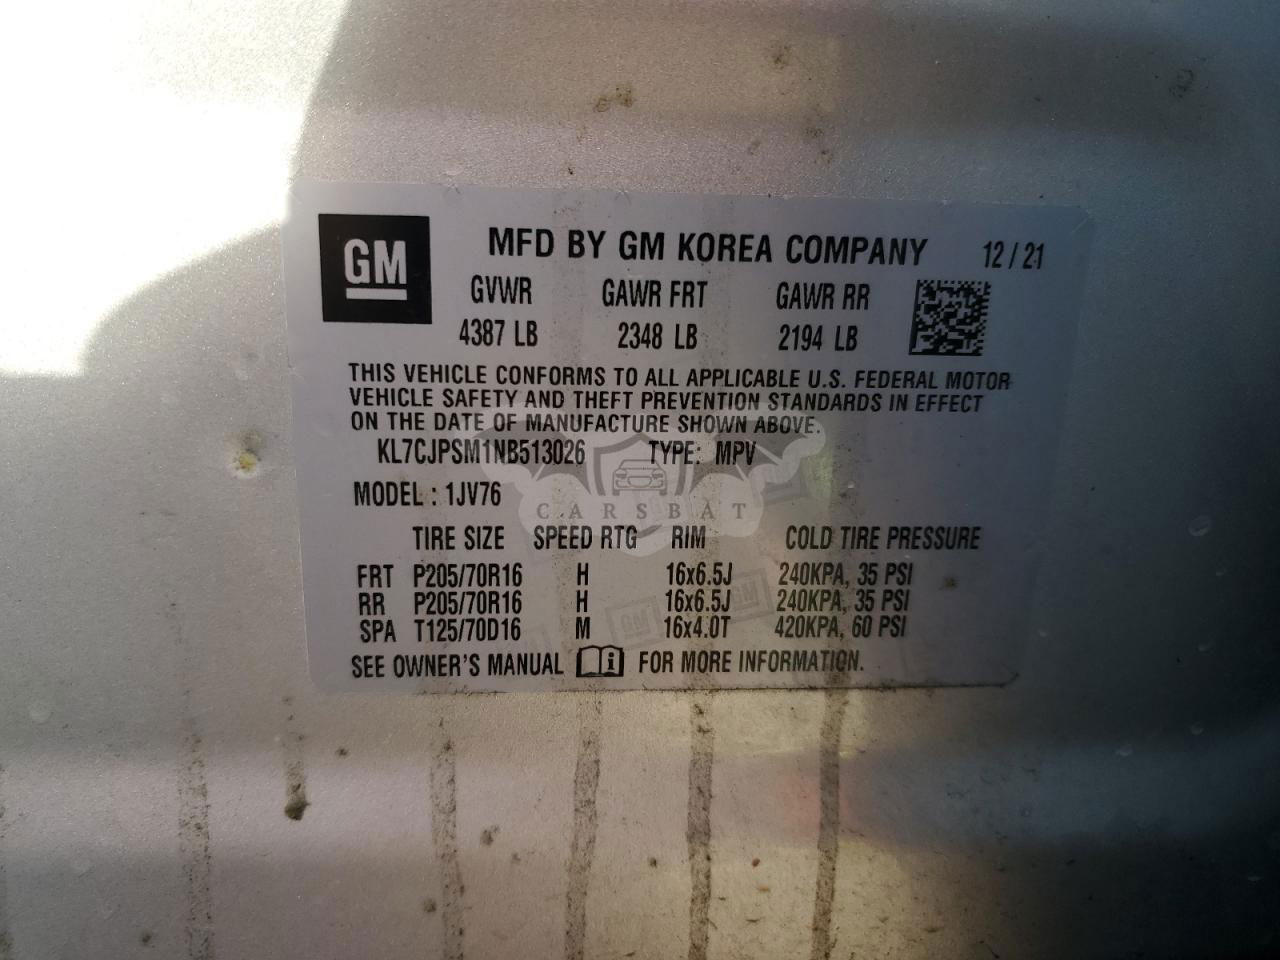 GM
MFD BY GM KOREA COMPANY 12/21
GVWR GAWR FRT GAWR RR
4387 LB 2348 LB 2194 LB
THIS VEHICLE CONFORMS TO ALL APPLICABLE U.S. FEDERAL MOTOR
VEHICLE SAFETY AND THEFT PREVENTION STANDARDS IN EFFECT
ON THE DATE OF MANUFACTURE SHOWN ABOVE.
KL7CJPSM1NB513026 TYPE: MPV
MODEL : 1JV76
CARSBAT
TIRE SIZE SPEED RTG RIM COLD TIRE PRESSURE
FRT P205/70R16 H 16x6.5J 240KPA, 35 PSI
RR P205/70R16 H 16x6.5J 240KPA, 35 PSI
SPA T125/70D16 M 16x4.0T 420KPA, 60 PSI
GM GM
SEE OWNER'S MANUAL FOR MORE INFORMATION.